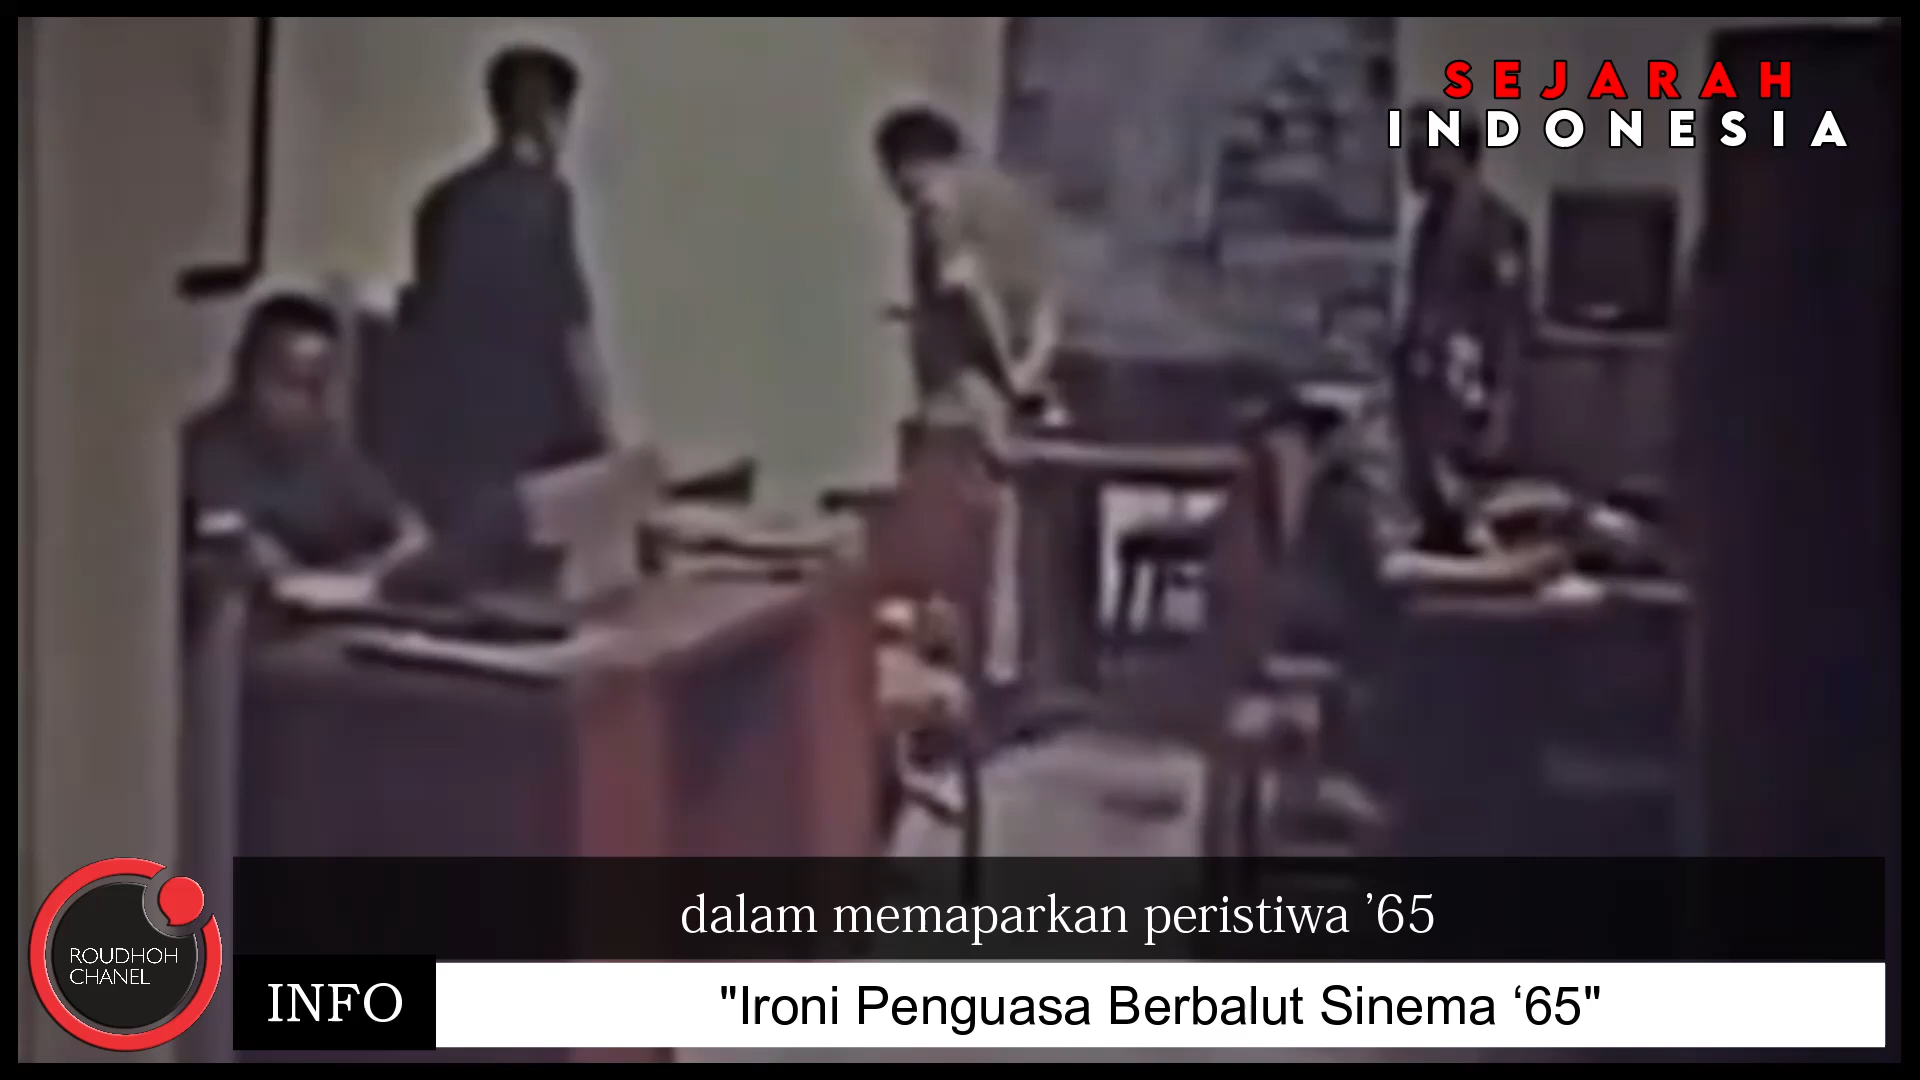 SEJARAH
INDONESIA
dalam memaparkan peristiwa ’65
ROUDHOH
CHANEL
INFO
"Ironi Penguasa Berbalut Sinema ‘65"